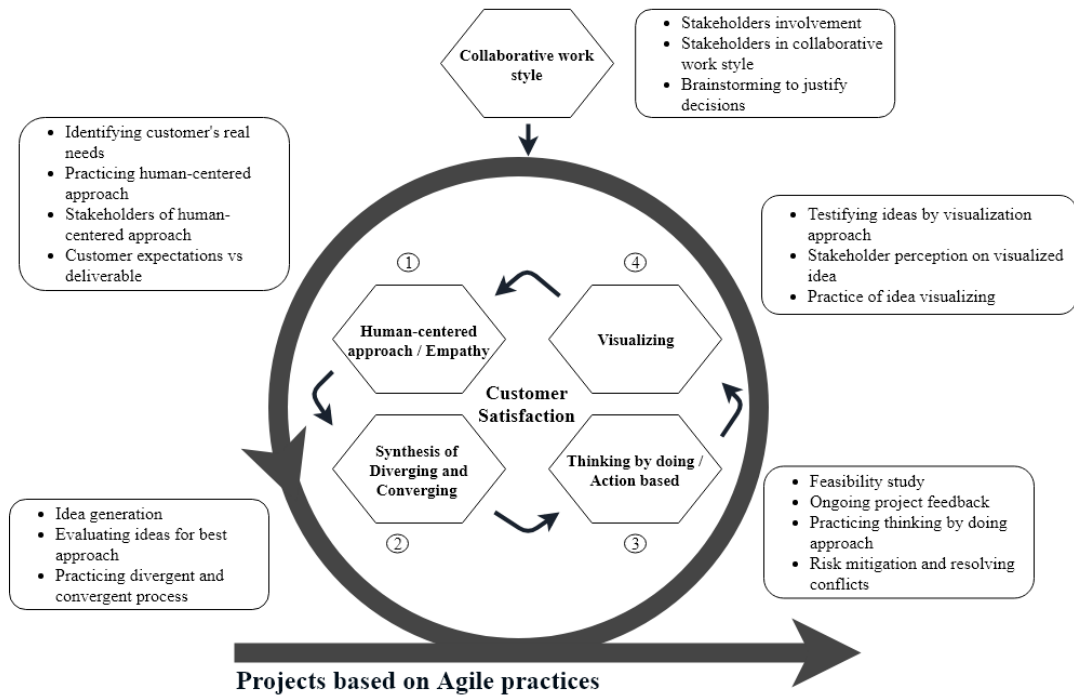 Collaborative work
style
• Stakeholders involvement
• Stakeholders in collaborative
work style
• Brainstorming to justify
decisions
• Identifying customer's real
needs
• Practicing human-centered
approach
• Stakeholders of human-
centered approach
• Customer expectations vs
deliverable
• Testifying ideas by visualization
approach
• Stakeholder perception on visualized
idea
• Practice of idea visualizing
1
Human-centered
approach / Empathy
4
Visualizing
Customer
Satisfaction
Synthesis of
Diverging and
Converging
2
Thinking by doing /
Action based
3
• Idea generation
• Evaluating ideas for best
approach
• Practicing divergent and
convergent process
• Feasibility study
• Ongoing project feedback
• Practicing thinking by doing
approach
• Risk mitigation and resolving
conflicts
Projects based on Agile practices